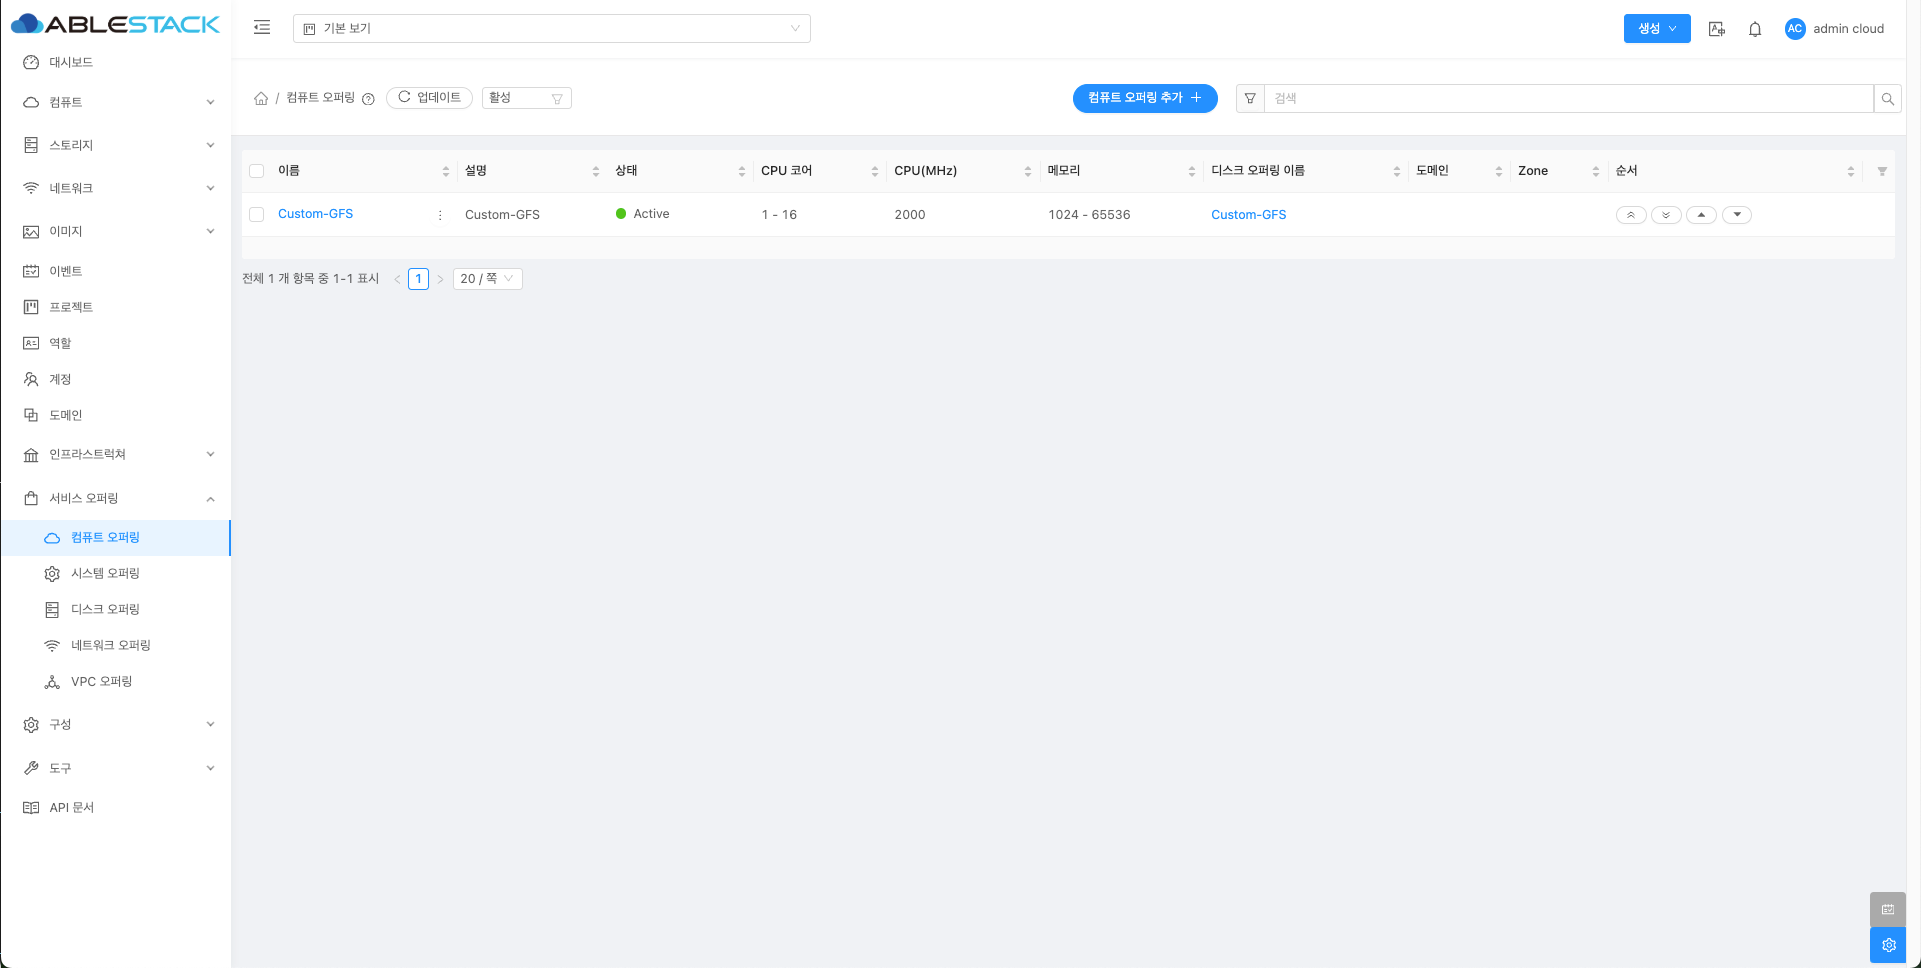 ABLESTACK
기본 보기
생성
AC
admin cloud
대시보드
컴퓨트
스토리지
네트워크
이미지
이벤트
프로젝트
역할
계정
도메인
인프라스트럭쳐
서비스 오퍼링
컴퓨트 오퍼링
시스템 오퍼링
디스크 오퍼링
네트워크 오퍼링
VPC 오퍼링
구성
도구
API 문서
/ 컴퓨트 오퍼링 업데이트 활성
컴퓨트 오퍼링 추가 +
검색
이름 설명 상태 CPU 코어 CPU(MHz) 메모리 디스크 오퍼링 이름 도메인 Zone 순서
Custom-GFS Custom-GFS Active 1 - 16 2000 1024 - 65536 Custom-GFS
전체 1 개 항목 중 1-1 표시 < 1 > 20 / 쪽